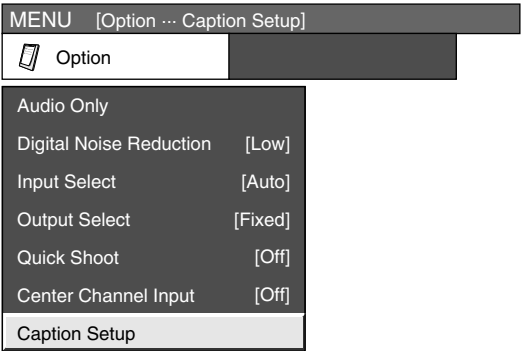 MENU [Option ··· Caption Setup]
Option
Audio Only
Digital Noise Reduction [Low]
Input Select [Auto]
Output Select [Fixed]
Quick Shoot [Off]
Center Channel Input [Off]
Caption Setup